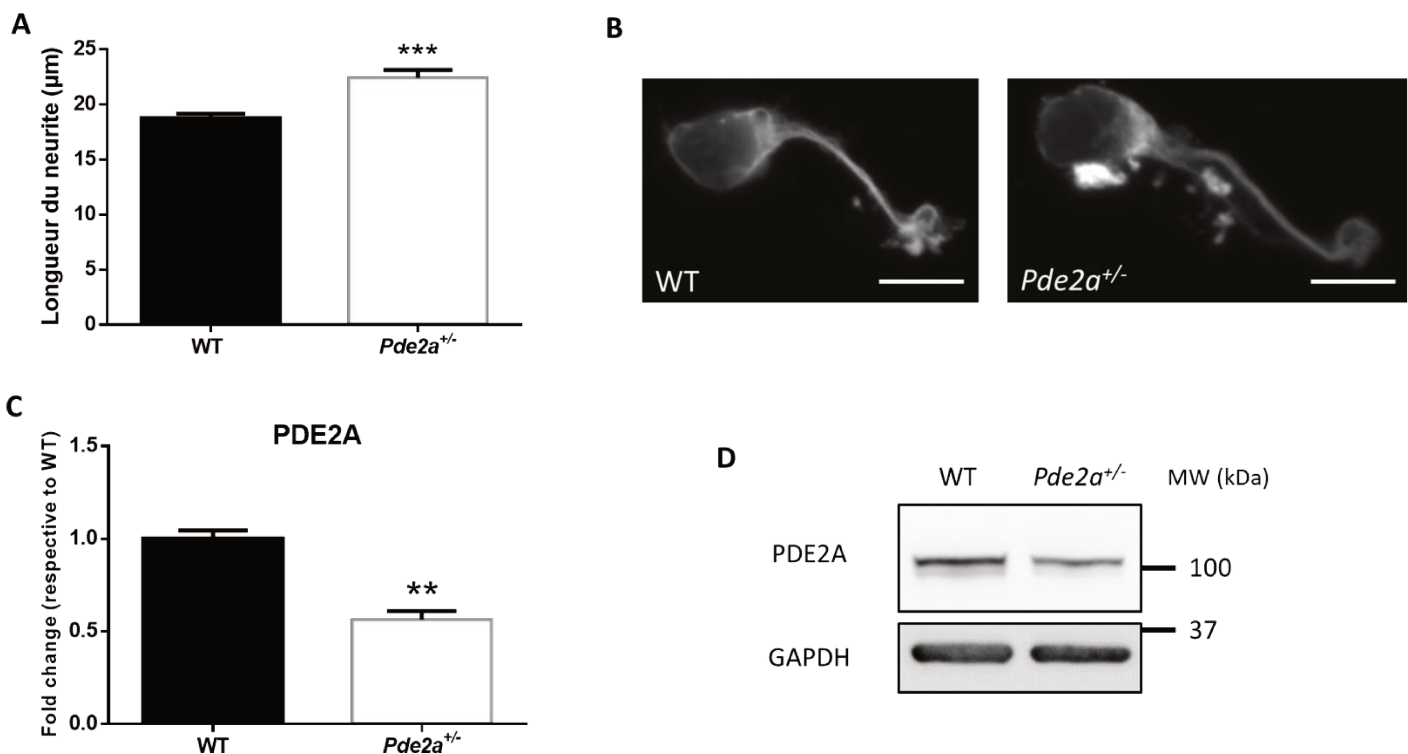 A
Longueur du neurite (µm)
25
20
15
10
5
0
***
WT
Pde2a+/-
B
WT
Pde2a+/-
C
PDE2A
Fold change (respective to WT)
1.5
1.0
0.5
0.0
**
WT
Pde2a+/-
D
WT Pde2a+/- MW (kDa)
PDE2A
100
37
GAPDH